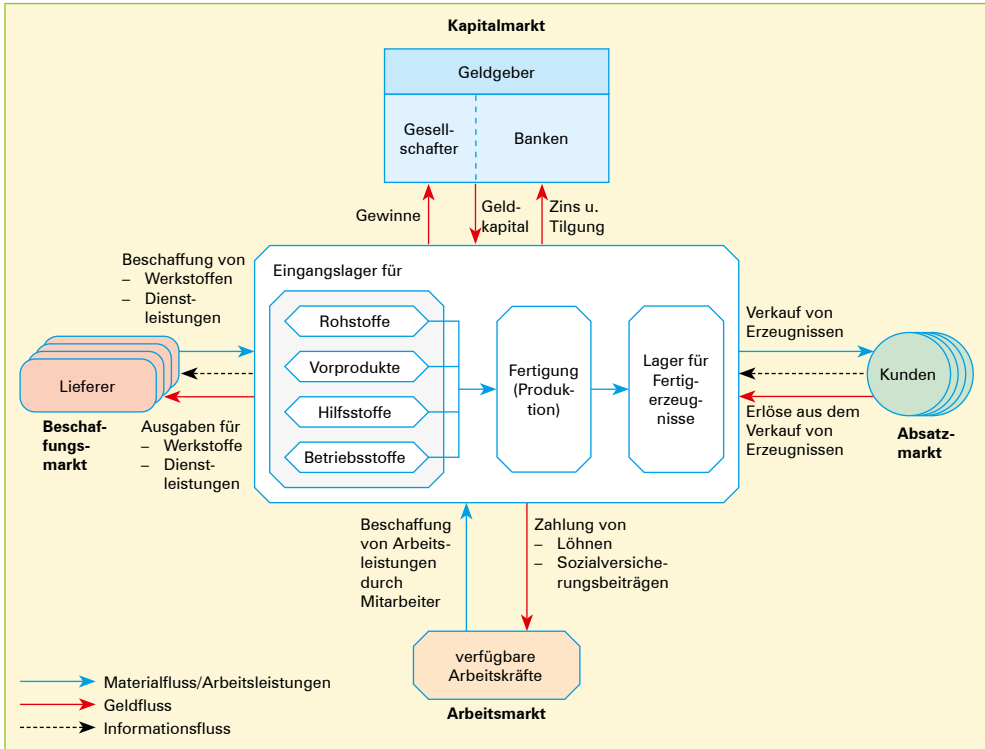 Kapitalmarkt
Geldgeber
Gesell-
schafter
Banken
Gewinne
Geld-
kapital
Zins u.
Tilgung
Beschaffung von
– Werkstoffen
– Dienst-
leistungen
Lieferer
Beschaf-
fungs-
markt
Ausgaben für
– Werkstoffe
– Dienst-
leistungen
Eingangslager für
Rohstoffe
Vorprodukte
Hilfsstoffe
Betriebsstoffe
Fertigung
(Produk-
tion)
Lager für
Fertig-
erzeug-
nisse
Verkauf von
Erzeugnissen
Kunden
Erlöse aus dem
Verkauf von
Erzeugnissen
Absatz-
markt
Beschaffung
von Arbeits-
leistungen
durch
Mitarbeiter
Zahlung von
– Löhnen
– Sozialversiche-
rungsbeiträgen
verfügbare
Arbeitskräfte
Arbeitsmarkt
Materialfluss/Arbeitsleistungen
Geldfluss
Informationsfluss